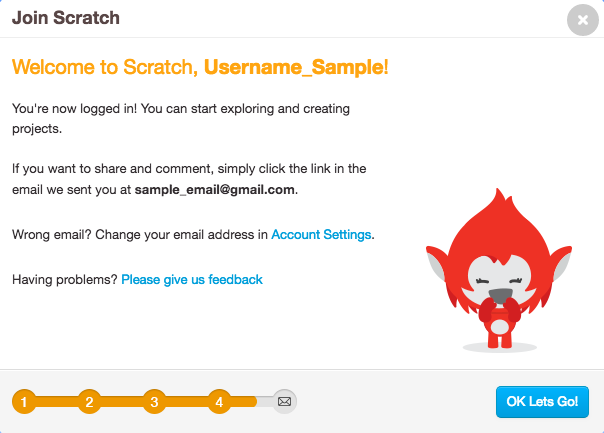 Join Scratch
Welcome to Scratch, Username_Sample!
You're now logged in! You can start exploring and creating
projects.
If you want to share and comment, simply click the link in the
email we sent you at sample_email@gmail.com.
Wrong email? Change your email address in Account Settings.
Having problems? Please give us feedback
1 2 3 4
OK Lets Go!